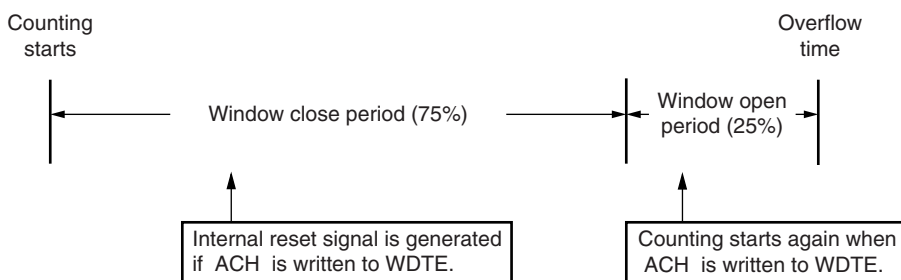 Counting
starts
Overflow
time
Window close period (75%)
Window open
period (25%)
Internal reset signal is generated
if ACH is written to WDTE.
Counting starts again when
ACH is written to WDTE.